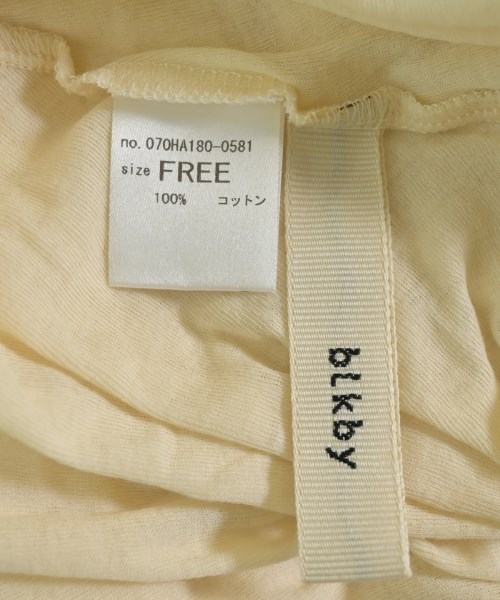 no. 070HA180-0581
size FREE
100% コットン
blkby